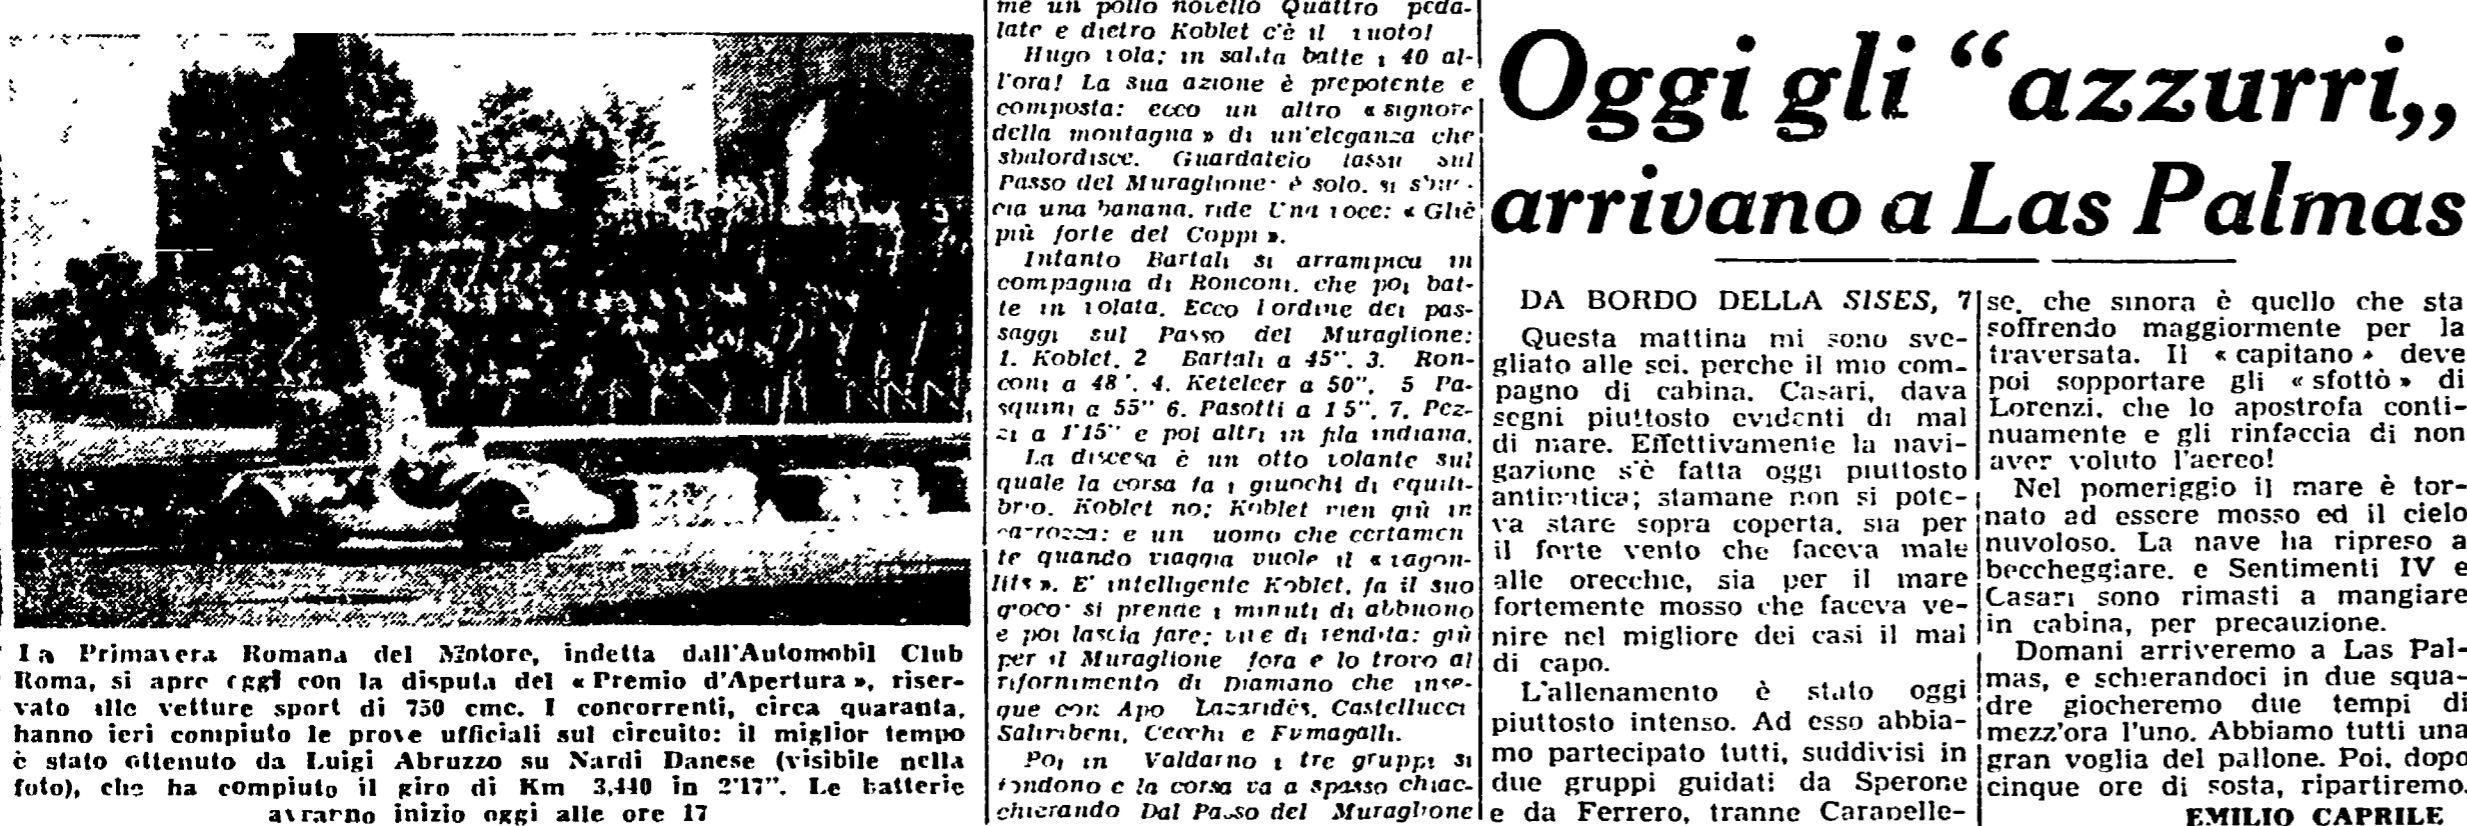 La Primavera Romana del Motore, indetta dall'Automobil Club
Roma, si apre oggi con la disputa del « Premio d'Apertura », riser-
vato alle vetture sport di 750 cmc. I concorrenti, circa quaranta,
hanno ieri compiuto le prove ufficiali sul circuito: il miglior tempo
è stato ottenuto da Luigi Abruzzo su Nardi Danese (visibile nella
foto), che ha compiuto il giro di Km 3,440 in 2'17". Le batterie
avranno inizio oggi alle ore 17
me un pollo novello Quattro peda-
late e dietro Koblet c'è il vuoto!
Hugo vola: in salita batte i 40 al-
l'ora! La sua azione è prepotente e
composta: ecco un altro « signore
della montagna » di un'eleganza che
sbalordisce. Guardatelo lassù sul
Passo del Muraglione: è solo, si sbuc-
cia una banana, ride Una voce: « Gliè
più forte del Coppi ».
Intanto Bartali si arrampica in
compagnia di Ronconi, che poi bat-
te in volata. Ecco l'ordine dei pas-
saggi sul Passo del Muraglione:
1. Koblet, 2 Bartali a 45", 3. Ron-
coni a 48", 4. Keteleer a 50", 5 Pa-
squini a 55" 6. Pasotti a 1'5", 7. Pez-
zi a 1'15" e poi altri in fila indiana.
La discesa è un otto volante sul
quale la corsa fa i giuochi di equili-
brio. Koblet no; Koblet vien giù in
carrozza: e un uomo che certamen
te quando viaggia vuole il « vagon-
lits ». E' intelligente Koblet, fa il suo
gioco: si prende i minuti di abbuono
e poi lascia fare; vive di rendita: giù
per il Muraglione fora e lo trovo al
rifornimento di Diamano che inse-
gue con Apo Lazaridès, Castellucci
Salimbeni, Cecchi e Fumagalli.
Poi in Valdarno i tre gruppi si
fondono e la corsa va a spasso chiac-
chierando Dal Passo del Muraglione
Oggi gli “azzurri„
arrivano a Las Palmas
DA BORDO DELLA SISES, 7
Questa mattina mi sono sve-
gliato alle sei, perche il mio com-
pagno di cabina, Casari, dava
segni piuttosto evidenti di mal
di mare. Effettivamente la navi-
gazione s'è fatta oggi piuttosto
antipatica; stamane non si pote-
va stare sopra coperta, sia per
il forte vento che faceva male
alle orecchie, sia per il mare
fortemente mosso che faceva ve-
nire nel migliore dei casi il mal
di capo.
L'allenamento è stato oggi
piuttosto intenso. Ad esso abbia-
mo partecipato tutti, suddivisi in
due gruppi guidati da Sperone
e da Ferrero, tranne Carapelle-
se, che sinora è quello che sta
soffrendo maggiormente per la
traversata. Il « capitano » deve
poi sopportare gli « sfottò » di
Lorenzi, che lo apostrofa conti-
nuamente e gli rinfaccia di non
aver voluto l'aereo!
Nel pomeriggio il mare è tor-
nato ad essere mosso ed il cielo
nuvoloso. La nave ha ripreso a
beccheggiare, e Sentimenti IV e
Casari sono rimasti a mangiare
in cabina, per precauzione.
Domani arriveremo a Las Pal-
mas, e schierandoci in due squa-
dre giocheremo due tempi di
mezz'ora l'uno. Abbiamo tutti una
gran voglia del pallone. Poi, dopo
cinque ore di sosta, ripartiremo.
EMILIO CAPRILE